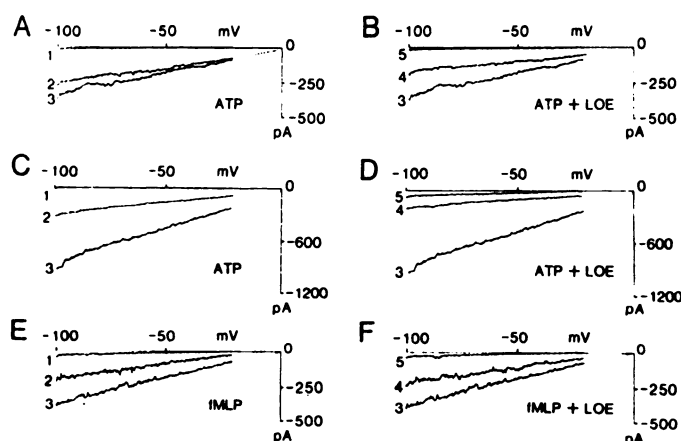 A
-100 -50 mV 0
1
2
3
ATP
-250
-500
pA
B
-100 -50 mV 0
5
4
3
ATP + LOE
-250
-500
pA
C
-100 -50 mV 0
1
2
3
ATP
-600
-1200
pA
D
-100 -50 mV 0
5
4
3
ATP + LOE
-600
-1200
pA
E
-100 -50 mV 0
1
2
3
fMLP
-250
-500
pA
F
-100 -50 mV 0
5
4
3
fMLP + LOE
-250
-500
pA